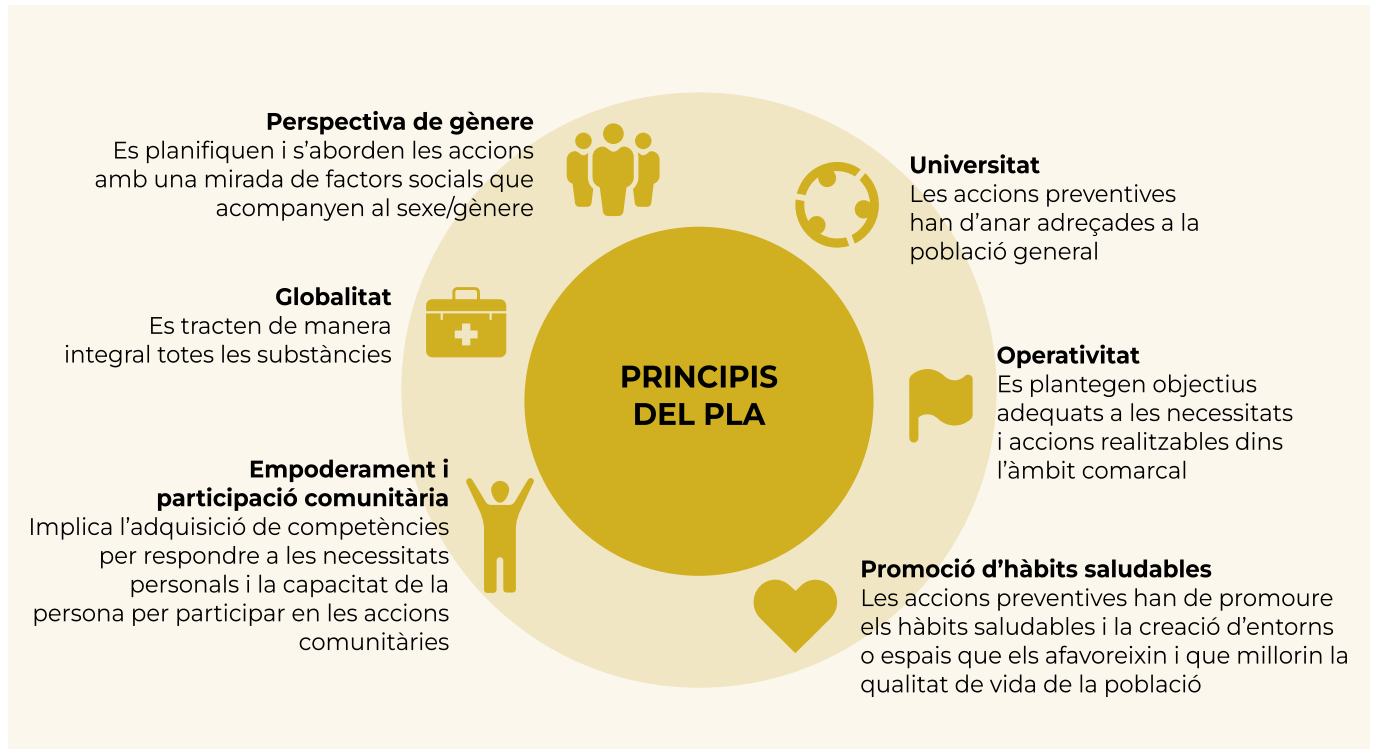 Perspectiva de gènere
Es planifiquen i s’aborden les accions
amb una mirada de factors socials que
acompanyen al sexe/gènere
Universitat
Les accions preventives
han d’anar adreçades a la
població general
Globalitat
Es tracten de manera
integral totes les substàncies
PRINCIPIS
DEL PLA
Operativitat
Es plantegen objectius
adequats a les necessitats
i accions realitzables dins
l’àmbit comarcal
Empoderament i
participació comunitària
Implica l’adquisició de competències
per respondre a les necessitats
personals i la capacitat de la
persona per participar en les accions
comunitàries
Promoció d’hàbits saludables
Les accions preventives han de promoure
els hàbits saludables i la creació d’entorns
o espais que els afavoreixin i que millorin la
qualitat de vida de la població